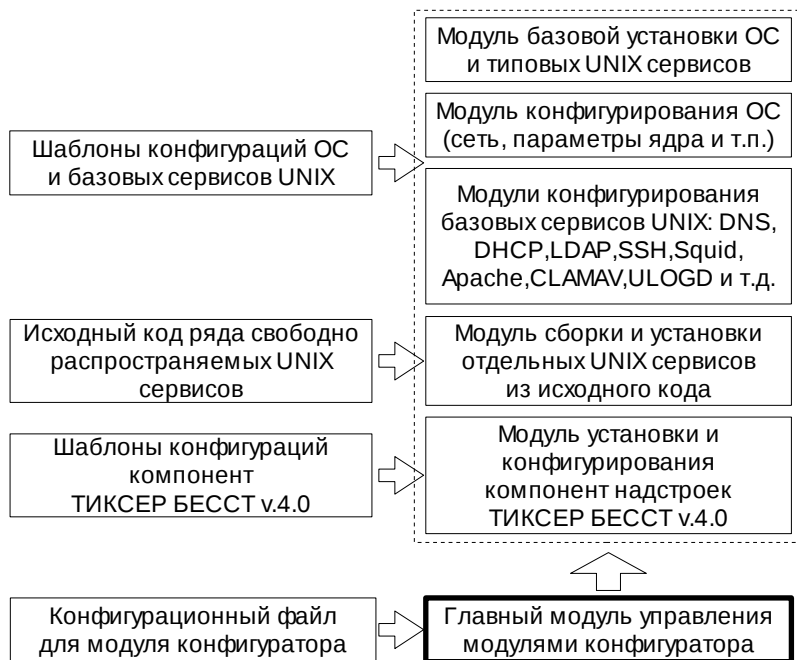 Модуль базовой установки ОС
и типовых UNIX сервисов
Модуль конфигурирования ОС
(сеть, параметры ядра и т.п.)
Шаблоны конфигураций ОС
и базовых сервисов UNIX
Модули конфигурирования
базовых сервисов UNIX: DNS,
DHCP,LDAP,SSH,Squid,
Apache,CLAMAV,ULOGD и т.д.
Исходный код ряда свободно
распространяемых UNIX
сервисов
Модуль сборки и установки
отдельных UNIX сервисов
из исходного кода
Шаблоны конфигураций
компонент
ТИКСЕР БЕССТ v.4.0
Модуль установки и
конфигурирования
компонент надстроек
ТИКСЕР БЕССТ v.4.0
Конфигурационный файл
для модуля конфигуратора
Главный модуль управления
модулями конфигуратора